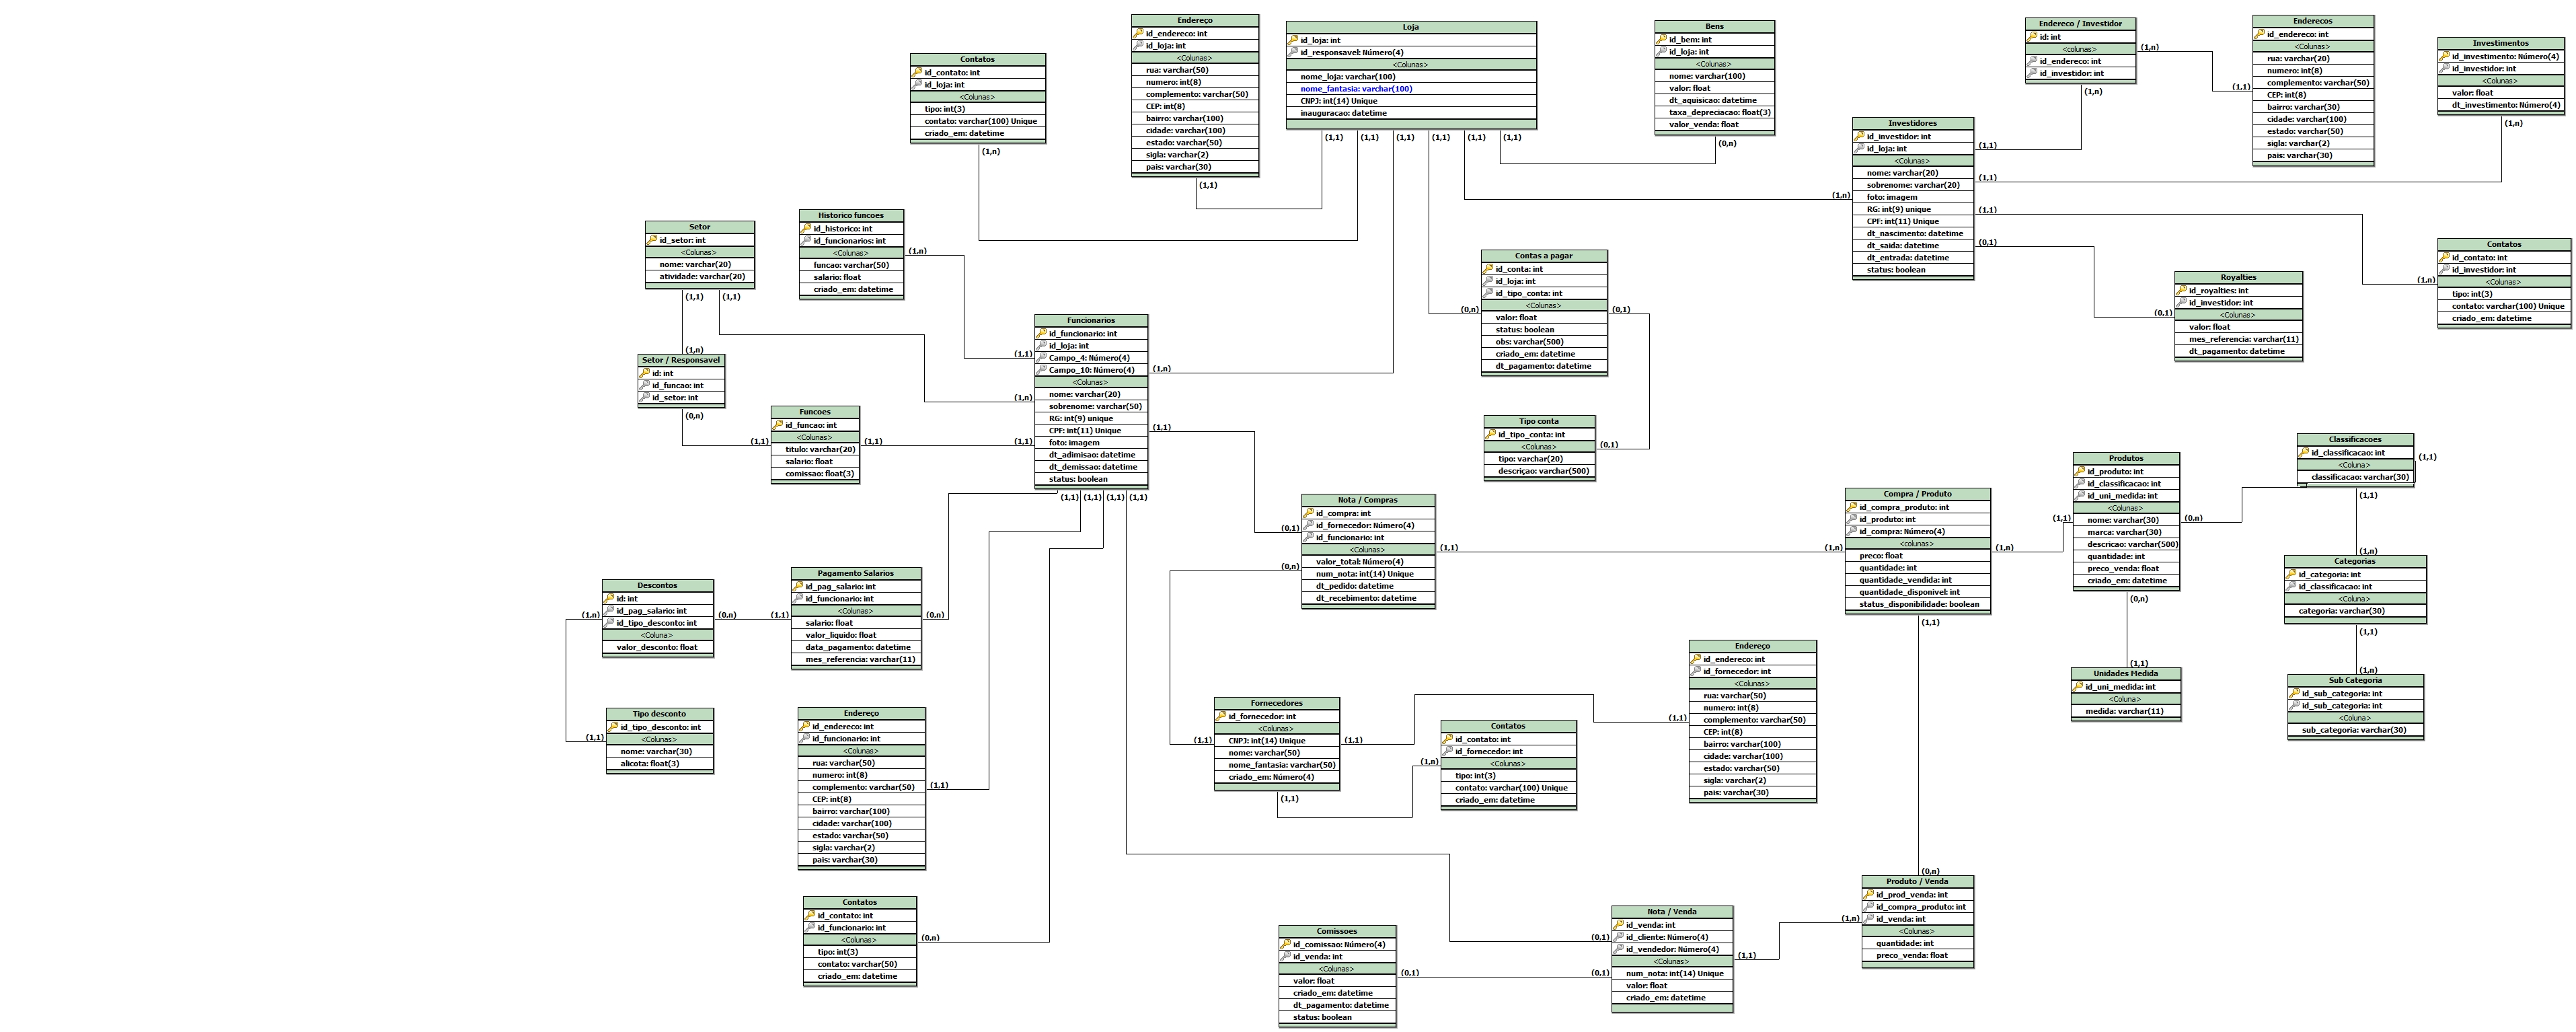 Endereço
id_endereco: int
id_loja: int
<Colunas>
rua: varchar(50)
numero: int(8)
complemento: varchar(50)
CEP: int(8)
bairro: varchar(100)
cidade: varchar(100)
estado: varchar(50)
sigla: varchar(2)
pais: varchar(30)
(1,1)
Loja
id_loja: int
id_responsavel: Número(4)
<Colunas>
nome_loja: varchar(100)
nome_fantasia: varchar(100)
CNPJ: int(14) Unique
inauguracao: datetime
(1,1)
(1,1)
(1,1)
(1,1)
(1,1)
(1,1)
Bens
id_bem: int
id_loja: int
<Colunas>
nome: varchar(100)
valor: float
dt_aquisicao: datetime
taxa_depreciacao: float(3)
valor_venda: float
(0,n)
Endereco / Investidor
id: int
<colunas>
id_endereco: int
id_investidor: int
(1,n)
(1,n)
Enderecos
id_endereco: int
<Colunas>
rua: varchar(20)
numero: int(8)
complemento: varchar(50)
CEP: int(8)
bairro: varchar(30)
cidade: varchar(100)
estado: varchar(50)
sigla: varchar(2)
pais: varchar(30)
(1,1)
Investimentos
id_investimento: Número(4)
id_investidor: int
<Colunas>
valor: float
dt_investimento: Número(4)
(1,n)
Contatos
id_contato: int
id_loja: int
<Colunas>
tipo: int(3)
contato: varchar(100) Unique
criado_em: datetime
(1,n)
Investidores
id_investidor: int
id_loja: int
<Colunas>
nome: varchar(20)
sobrenome: varchar(20)
foto: imagem
RG: int(9) unique
CPF: int(11) Unique
dt_nascimento: datetime
dt_saida: datetime
dt_entrada: datetime
status: boolean
(1,n)
(1,1)
(1,1)
(1,1)
(0,1)
Setor
id_setor: int
<Colunas>
nome: varchar(20)
atividade: varchar(20)
(1,1)
(1,1)
Historico funcoes
id_historico: int
id_funcionarios: int
<Colunas>
funcao: varchar(50)
salario: float
criado_em: datetime
(1,n)
Contas a pagar
id_conta: int
id_loja: int
id_tipo_conta: int
<Colunas>
valor: float
status: boolean
obs: varchar(500)
criado_em: datetime
dt_pagamento: datetime
(0,n)
(0,1)
Royalties
id_royalties: int
id_investidor: int
<Colunas>
valor: float
mes_referencia: varchar(11)
dt_pagamento: datetime
(0,1)
Contatos
id_contato: int
id_investidor: int
<Colunas>
tipo: int(3)
contato: varchar(100) Unique
criado_em: datetime
(1,n)
Funcionarios
id_funcionario: int
id_loja: int
Campo_4: Número(4)
Campo_10: Número(4)
<Colunas>
nome: varchar(20)
sobrenome: varchar(50)
RG: int(9) unique
CPF: int(11) Unique
foto: imagem
dt_adimisao: datetime
dt_demissao: datetime
status: boolean
(1,1)
(1,n)
(1,1)
(1,n)
(1,1)
(1,1)
(1,1)
(1,1)
(1,1)
(1,n)
Setor / Responsavel
id: int
id_funcao: int
id_setor: int
(0,n)
Funcoes
id_funcao: int
<Colunas>
titulo: varchar(20)
salario: float
comissao: float(3)
(1,1)
(1,1)
Tipo conta
id_tipo_conta: int
<Colunas>
tipo: varchar(20)
descriçao: varchar(500)
(0,1)
Nota / Compras
id_compra: int
id_fornecedor: Número(4)
id_funcionario: int
<Colunas>
valor_total: Número(4)
num_nota: int(14) Unique
dt_pedido: datetime
dt_recebimento: datetime
(0,1)
(0,n)
(1,1)
Compra / Produto
id_compra_produto: int
id_produto: int
id_compra: Número(4)
<colunas>
preco: float
quantidade: int
quantidade_vendida: int
quantidade_disponivel: int
status_disponibilidade: boolean
(1,n)
(1,n)
(1,1)
Produtos
id_produto: int
id_classificacao: int
id_uni_medida: int
<Colunas>
nome: varchar(30)
marca: varchar(30)
descricao: varchar(500)
quantidade: int
preco_venda: float
criado_em: datetime
(1,1)
(0,n)
(0,n)
Classificacoes
id_classificacao: int
<Coluna>
classificacao: varchar(30)
(1,1)
(1,1)
(1,n)
Categorias
id_categoria: int
id_classificacao: int
<Coluna>
categoria: varchar(30)
(1,1)
(1,n)
Sub Categoria
id_sub_categoria: int
id_sub_categoria: int
<Coluna>
sub_categoria: varchar(30)
(1,1)
Unidades Medida
id_uni_medida: int
<Coluna>
medida: varchar(11)
Descontos
id: int
id_pag_salario: int
id_tipo_desconto: int
<Coluna>
valor_desconto: float
(1,n)
(0,n)
Pagamento Salarios
id_pag_salario: int
id_funcionario: int
<Colunas>
salario: float
valor_liquido: float
data_pagamento: datetime
mes_referencia: varchar(11)
(1,1)
(0,n)
Tipo desconto
id_tipo_desconto: int
<Colunas>
nome: varchar(30)
alicota: float(3)
(1,1)
Endereço
id_endereco: int
id_funcionario: int
<Colunas>
rua: varchar(50)
numero: int(8)
complemento: varchar(50)
CEP: int(8)
bairro: varchar(100)
cidade: varchar(100)
estado: varchar(50)
sigla: varchar(2)
pais: varchar(30)
(1,1)
Fornecedores
id_fornecedor: int
<Colunas>
CNPJ: int(14) Unique
nome: varchar(50)
nome_fantasia: varchar(50)
criado_em: Número(4)
(1,1)
(1,1)
(1,1)
Contatos
id_contato: int
id_fornecedor: int
<Colunas>
tipo: int(3)
contato: varchar(100) Unique
criado_em: datetime
(1,n)
Endereço
id_endereco: int
id_fornecedor: int
<Colunas>
rua: varchar(50)
numero: int(8)
complemento: varchar(50)
CEP: int(8)
bairro: varchar(100)
cidade: varchar(100)
estado: varchar(50)
sigla: varchar(2)
pais: varchar(30)
(1,1)
Contatos
id_contato: int
id_funcionario: int
<Colunas>
tipo: int(3)
contato: varchar(50)
criado_em: datetime
(0,n)
Comissoes
id_comissao: Número(4)
id_venda: int
<Colunas>
valor: float
criado_em: datetime
dt_pagamento: datetime
status: boolean
(0,1)
Nota / Venda
id_venda: int
id_cliente: Número(4)
id_vendedor: Número(4)
<Colunas>
num_nota: int(14) Unique
valor: float
criado_em: datetime
(0,1)
(0,1)
(1,1)
(0,n)
Produto / Venda
id_prod_venda: int
id_compra_produto: int
id_venda: int
<Colunas>
quantidade: int
preco_venda: float
(1,n)